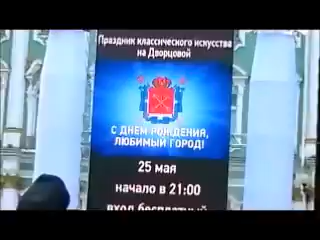 Праздник классического искусства
на Дворцовой
С ДНЕМ РОЖДЕНИЯ,
ЛЮБИМЫЙ ГОРОД!
25 мая
начало в 21:00
вход бесплатный